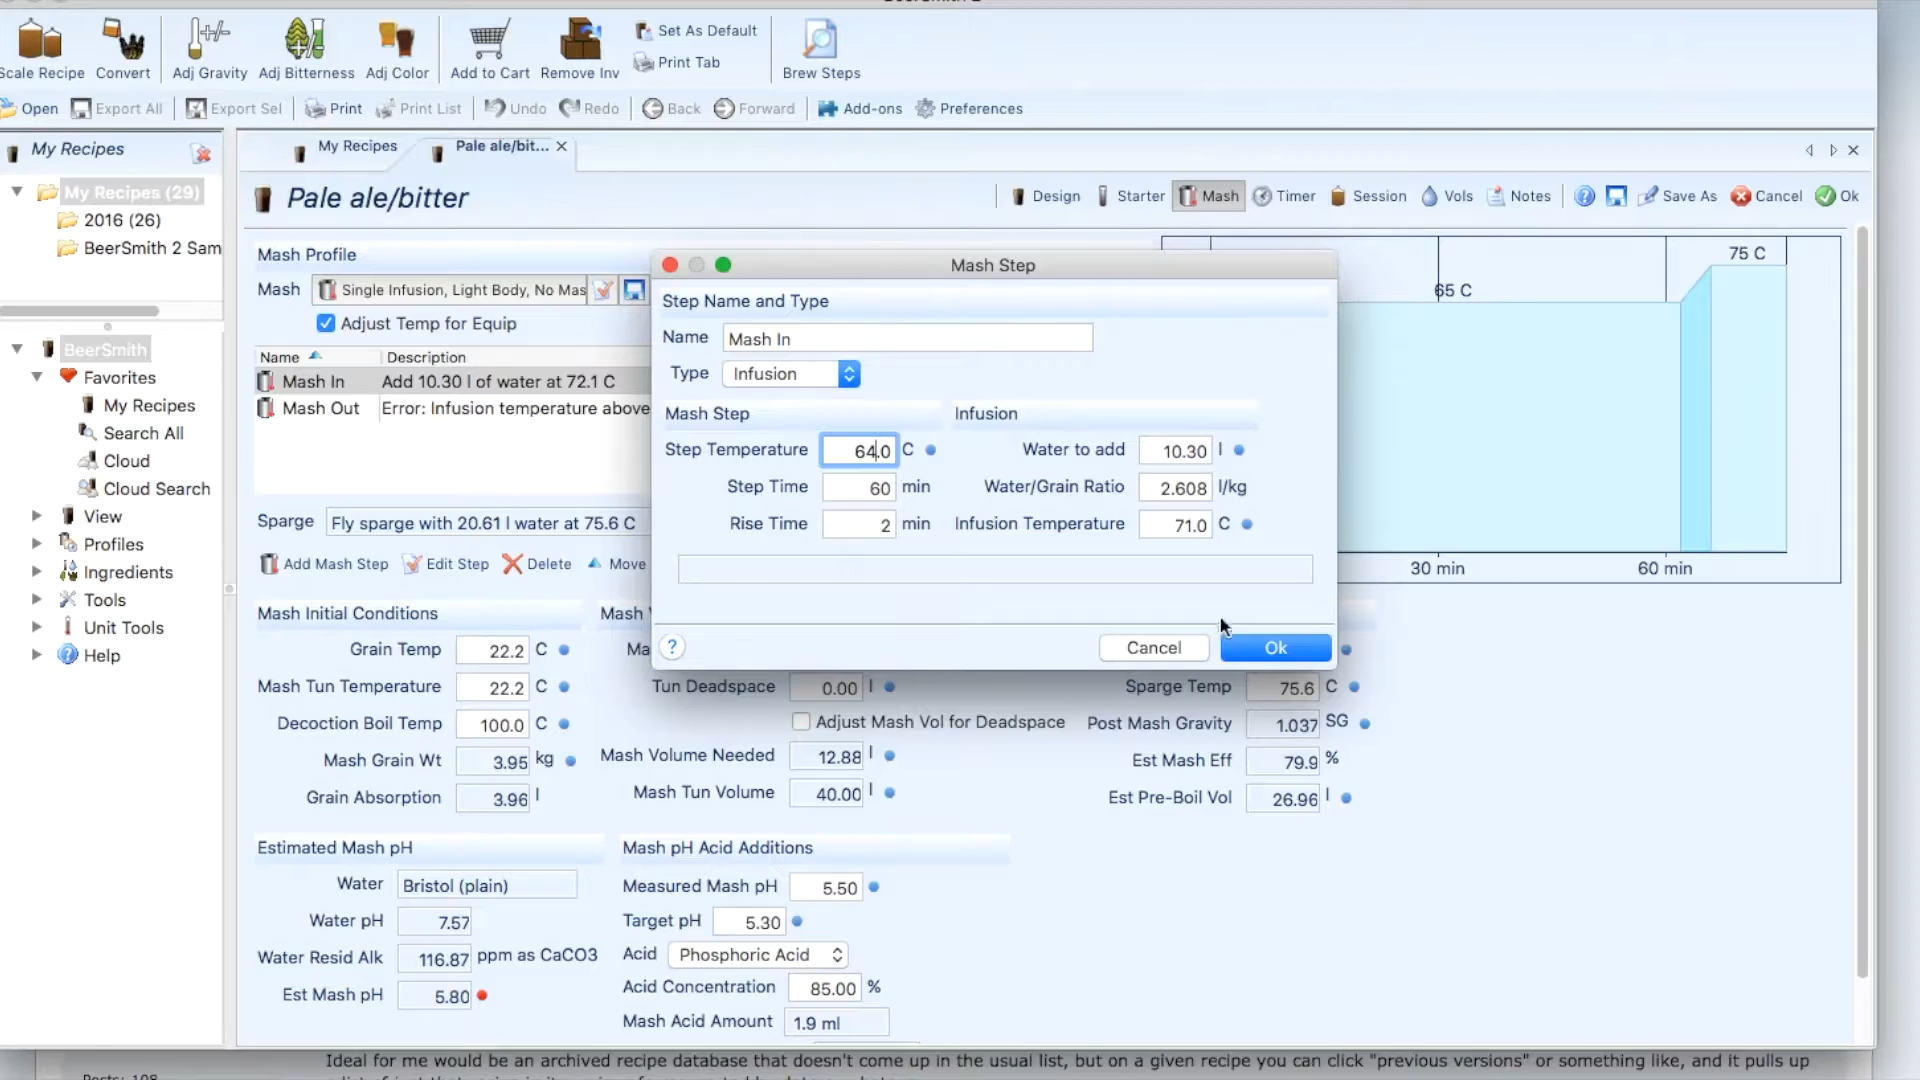 Scale Recipe Convert Adj Gravity Adj Bitterness Adj Color Add to Cart Remove Inv Set As Default Print Tab Brew Steps
Open Export All Export Sel Print Print List Undo Redo Back Forward Add-ons Preferences
My Recipes
My Recipes (29)
2016 (26)
BeerSmith 2 Sam
BeerSmith
Favorites
My Recipes
Search All
Cloud
Cloud Search
View
Profiles
Ingredients
Tools
Unit Tools
Help
My Recipes Pale ale/bit...
Pale ale/bitter
Design Starter Mash Timer Session Vols Notes Save As Cancel Ok
Mash Profile
Mash Single Infusion, Light Body, No Mas
Adjust Temp for Equip
Name Description
Mash In Add 10.30 l of water at 72.1 C
Mash Out Error: Infusion temperature above
Sparge Fly sparge with 20.61 l water at 75.6 C
Add Mash Step Edit Step Delete Move
75 C
65 C
30 min 60 min
Mash Step
Step Name and Type
Name Mash In
Type Infusion
Mash Step Infusion
Step Temperature 64.0 C Water to add 10.30 l
Step Time 60 min Water/Grain Ratio 2.608 l/kg
Rise Time 2 min Infusion Temperature 71.0 C
? Cancel Ok
Mash Initial Conditions
Grain Temp 22.2 C
Mash Tun Temperature 22.2 C
Decoction Boil Temp 100.0 C
Mash Grain Wt 3.95 kg
Grain Absorption 3.96 l
Mash
Ma
Tun Deadspace 0.00 l
Adjust Mash Vol for Deadspace
Mash Volume Needed 12.88 l
Mash Tun Volume 40.00 l
Sparge Temp 75.6 C
Post Mash Gravity 1.037 SG
Est Mash Eff 79.9 %
Est Pre-Boil Vol 26.96 l
Estimated Mash pH
Water Bristol (plain)
Water pH 7.57
Water Resid Alk 116.87 ppm as CaCO3
Est Mash pH 5.80
Mash pH Acid Additions
Measured Mash pH 5.50
Target pH 5.30
Acid Phosphoric Acid
Acid Concentration 85.00 %
Mash Acid Amount 1.9 ml
Ideal for me would be an archived recipe database that doesn't come up in the usual list, but on a given recipe you can click "previous versions" or something like, and it pulls up
Posts: 108